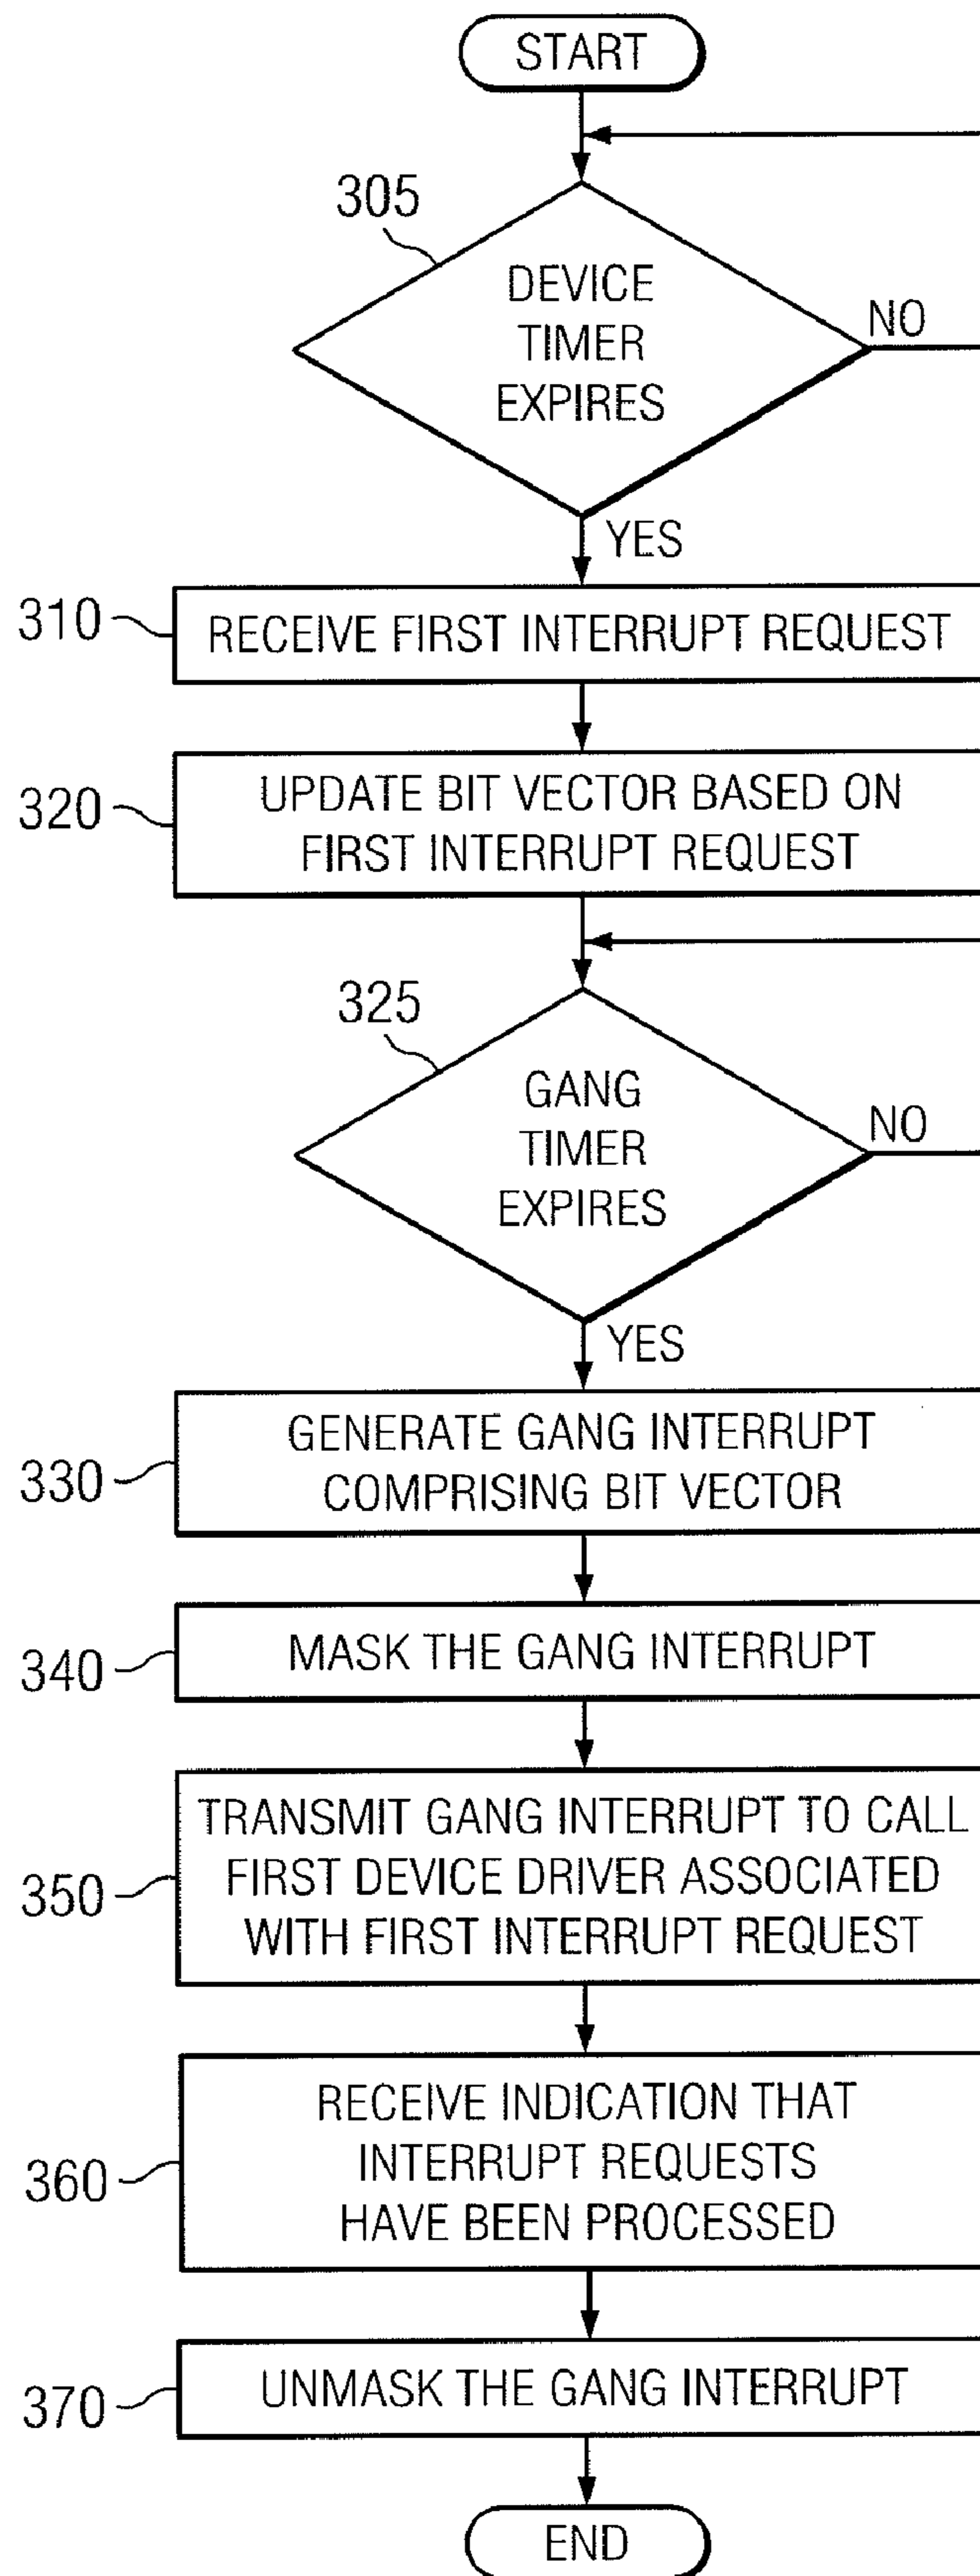 START
305
DEVICE
TIMER
EXPIRES
NO
YES
310
RECEIVE FIRST INTERRUPT REQUEST
320
UPDATE BIT VECTOR BASED ON
FIRST INTERRUPT REQUEST
325
GANG
TIMER
EXPIRES
NO
YES
330
GENERATE GANG INTERRUPT
COMPRISING BIT VECTOR
340
MASK THE GANG INTERRUPT
350
TRANSMIT GANG INTERRUPT TO CALL
FIRST DEVICE DRIVER ASSOCIATED
WITH FIRST INTERRUPT REQUEST
360
RECEIVE INDICATION THAT
INTERRUPT REQUESTS
HAVE BEEN PROCESSED
370
UNMASK THE GANG INTERRUPT
END